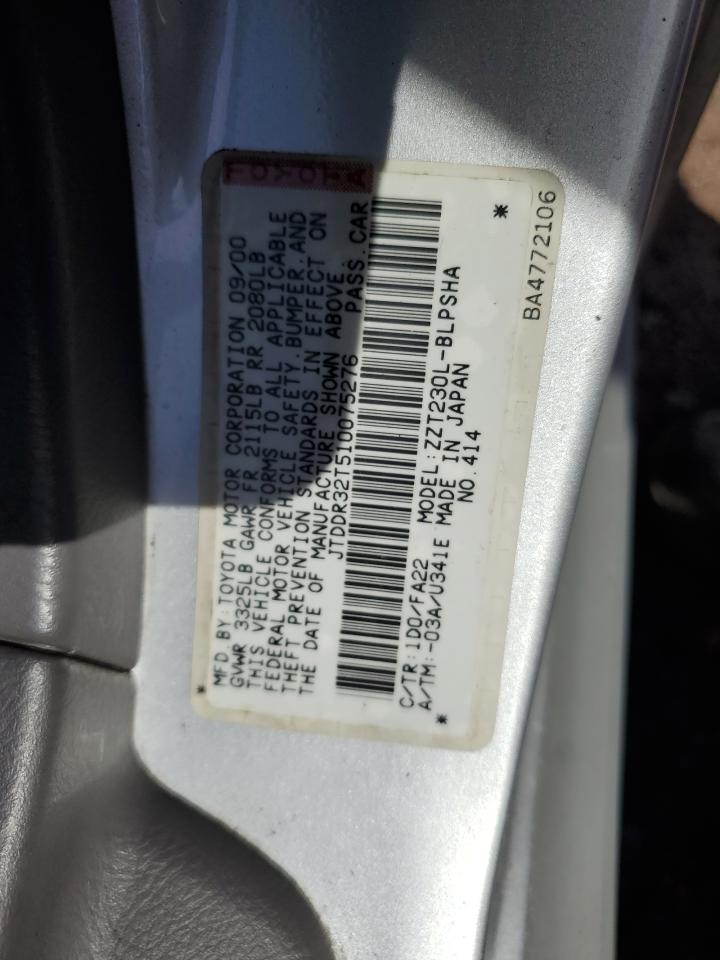 TOYOTA
MFD BY:TOYOTA MOTOR CORPORATION 09/00
GVWR 3325LB GAWR FR 2115LB RR 2080LB
THIS VEHICLE CONFORMS TO ALL APPLICABLE
FEDERAL MOTOR VEHICLE SAFETY,BUMPER,AND
THEFT PREVENTION STANDARDS IN EFFECT ON
THE DATE OF MANUFACTURE SHOWN ABOVE.
JTDDR32T510075276 PASS.CAR
C/TR:1D0/FA22 MODEL:ZZT230L-BLPSHA
A/TM:-03A/U341E MADE IN JAPAN
NO.414
BA4772106